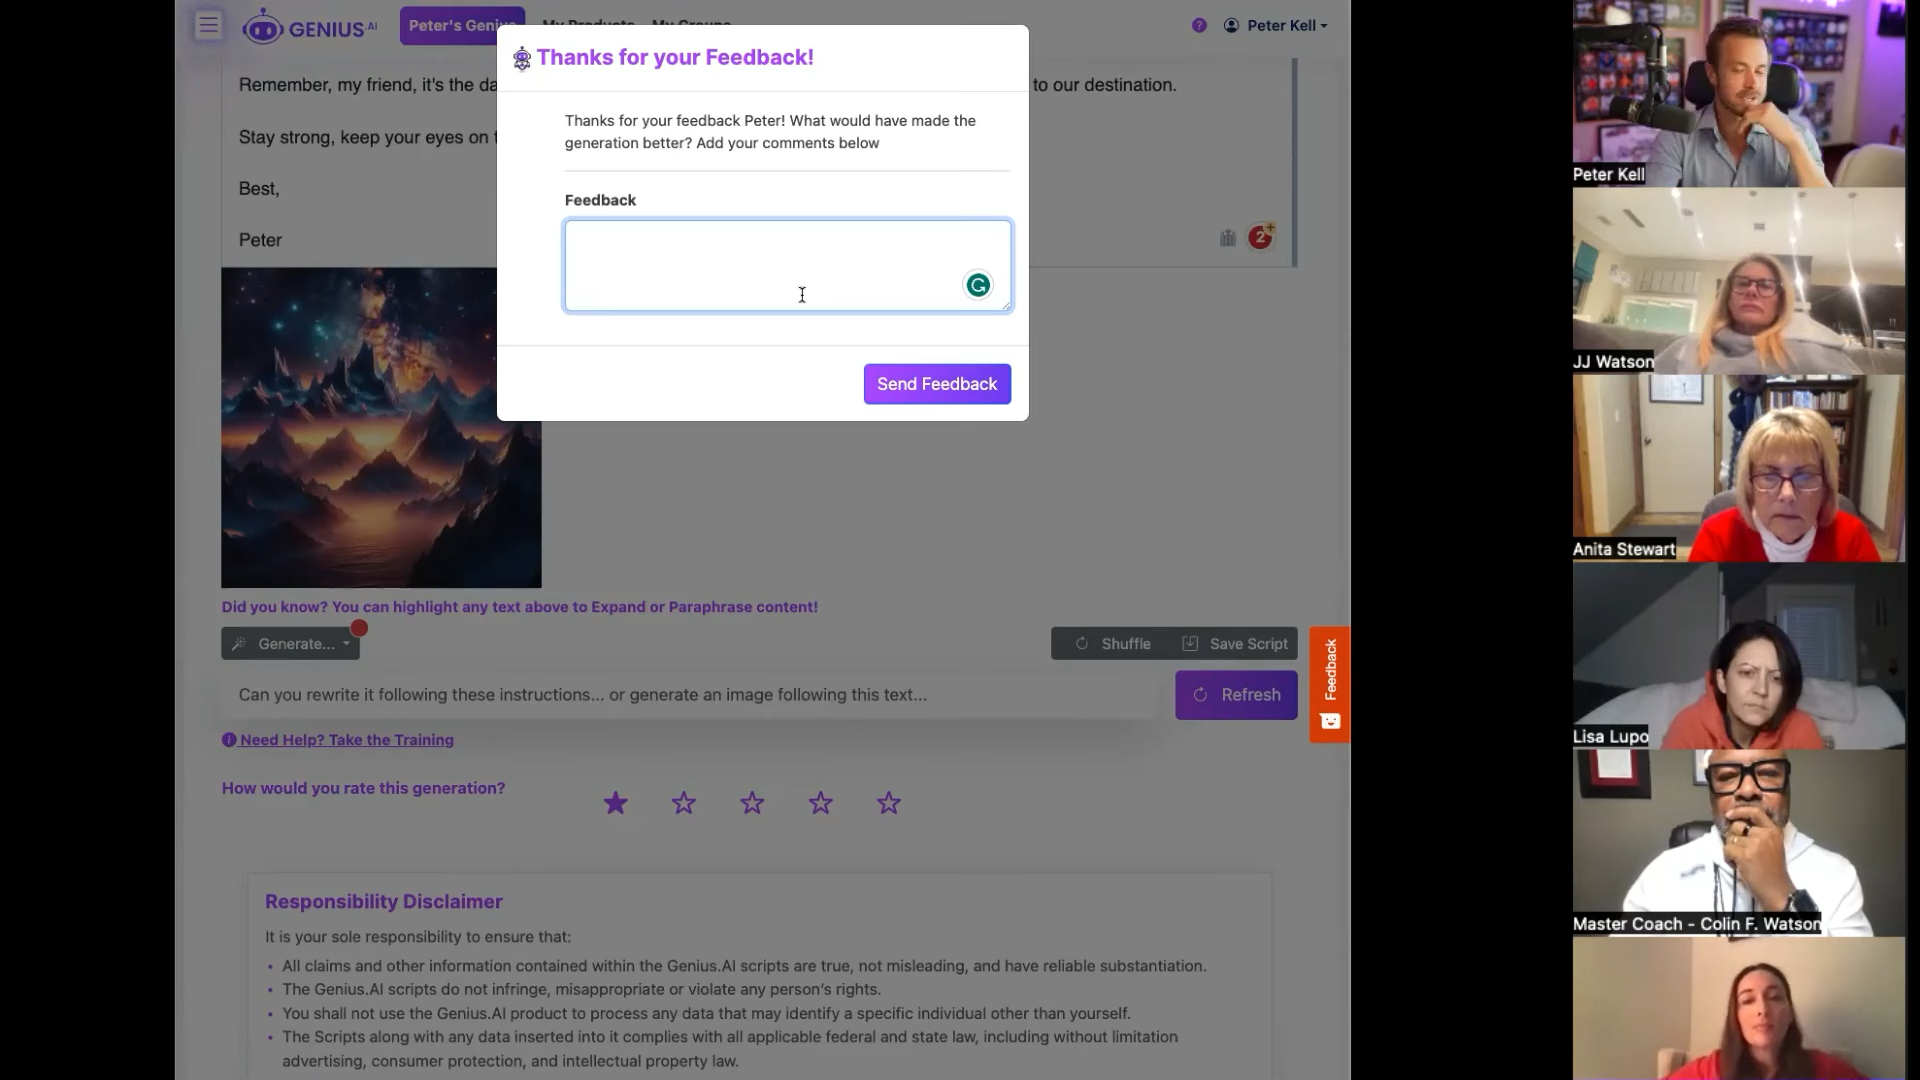 GENIUS.AI
Peter's Geni
My Products
My Groups
?
Peter Kell
Thanks for your Feedback!
Thanks for your feedback Peter! What would have made the
generation better? Add your comments below
Feedback
Send Feedback
Remember, my friend, it's the da
to our destination.
Stay strong, keep your eyes on t
Best,
Peter
2
Did you know? You can highlight any text above to Expand or Paraphrase content!
Generate...
Shuffle
Save Script
Can you rewrite it following these instructions... or generate an image following this text...
Refresh
Feedback
Need Help? Take the Training
How would you rate this generation?
Responsibility Disclaimer
It is your sole responsibility to ensure that:
• All claims and other information contained within the Genius.AI scripts are true, not misleading, and have reliable substantiation.
• The Genius.AI scripts do not infringe, misappropriate or violate any person's rights.
• You shall not use the Genius.AI product to process any data that may identify a specific individual other than yourself.
• The Scripts along with any data inserted into it complies with all applicable federal and state law, including without limitation
advertising, consumer protection, and intellectual property law.
Peter Kell
JJ Watson
Anita Stewart
Lisa Lupo
Master Coach - Colin F. Watson